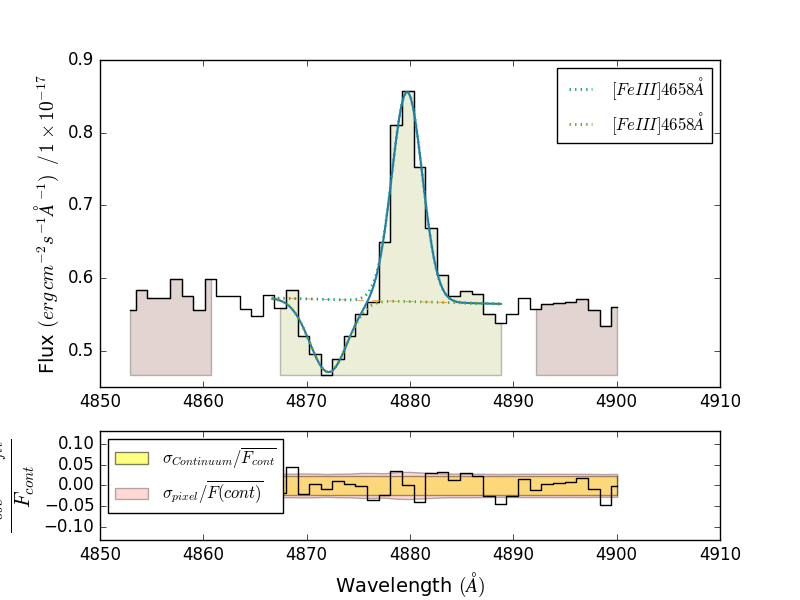 0.9
0.8
0.7
0.6
0.5
Flux (erg cm⁻² s⁻¹ Å⁻¹) / 1 × 10⁻¹⁷
[FeIII]4658Å
[FeIII]4658Å
4850 4860 4870 4880 4890 4900 4910
0.10
0.05
0.00
−0.05
−0.10
F_cont
σ_Continuum/F_cont
σ_pixel/F(cont)
4850 4860 4870 4880 4890 4900 4910
Wavelength (Å)